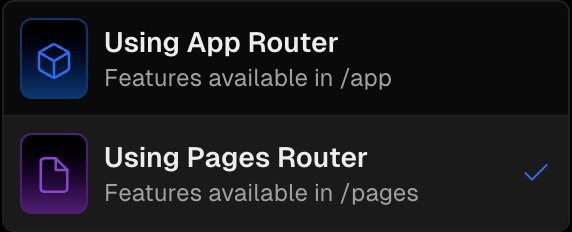 Using App Router
Features available in /app
Using Pages Router
Features available in /pages